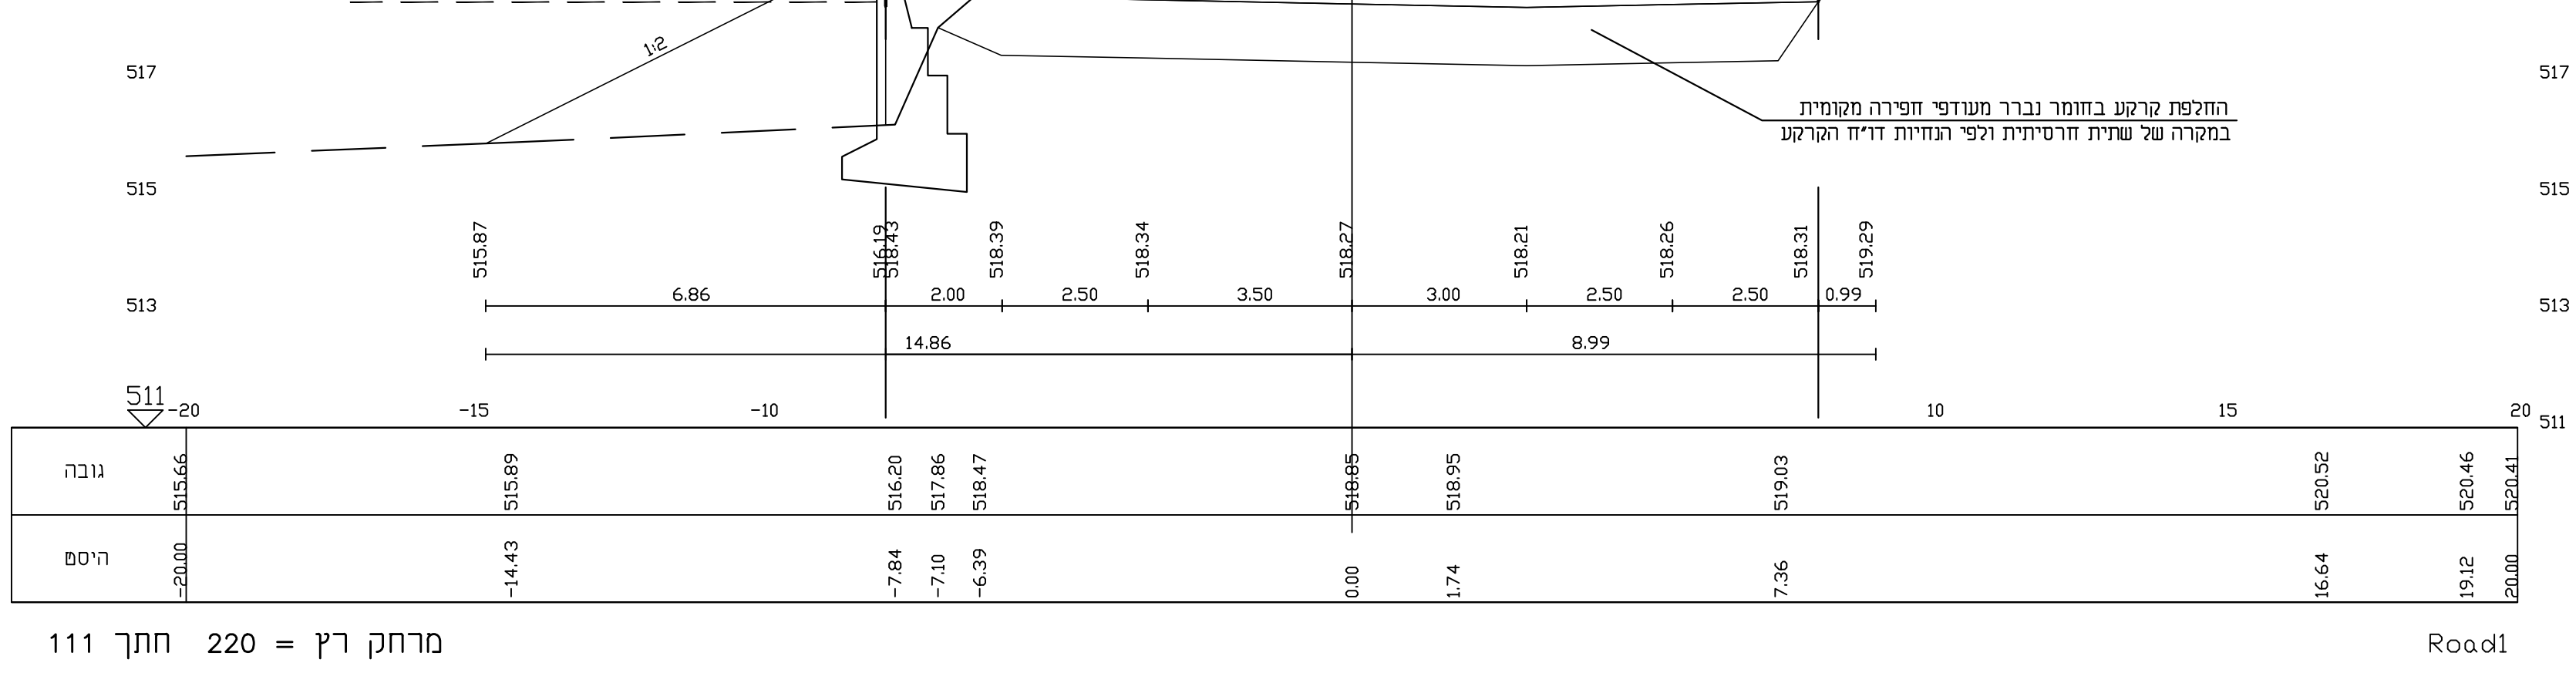 1:2
517 517
החלפת קרקע בחומר נברר מעודפי חפירה מקומית
במקרה של שתית חרסיתית ולפי הנחיות דו״ח הקרקע
515 515
515.87 516.19 518.43 518.39 518.34 518.27 518.21 518.26 518.31 519.29
513 6.86 2.00 2.50 3.50 3.00 2.50 2.50 0.99 513
14.86 8.99
511 -20 -15 -10 10 15 20 511
גובה 515.66 515.89 516.20 517.86 518.47 518.85 518.95 519.03 520.52 520.46 520.41
היסט -20.00 -14.43 -7.84 -7.10 -6.39 0.00 1.74 7.36 16.64 19.12 20.00
מרחק רץ = 220 חתך 111
Road1